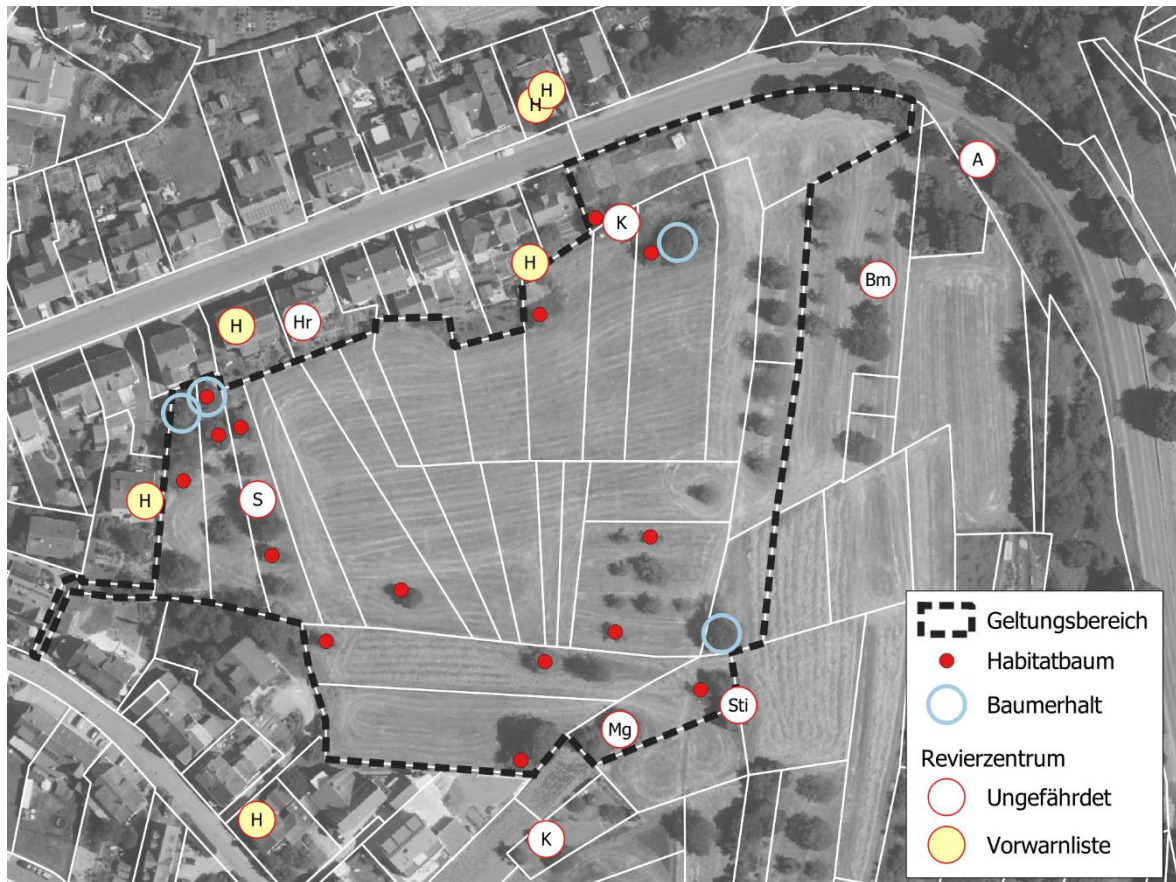 H
H
A
K
H
Bm
H
Hr
H
S
Sti
Mg
H
K
Geltungsbereich
Habitatbaum
Baumerhalt
Revierzentrum
Ungefährdet
Vorwarnliste